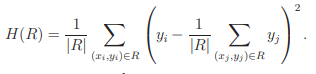 H(R) = \frac{1}{|R|} \sum_{(x_i,y_i)\in R} \left( y_i - \frac{1}{|R|} \sum_{(x_j,y_j)\in R} y_j \right)^2.